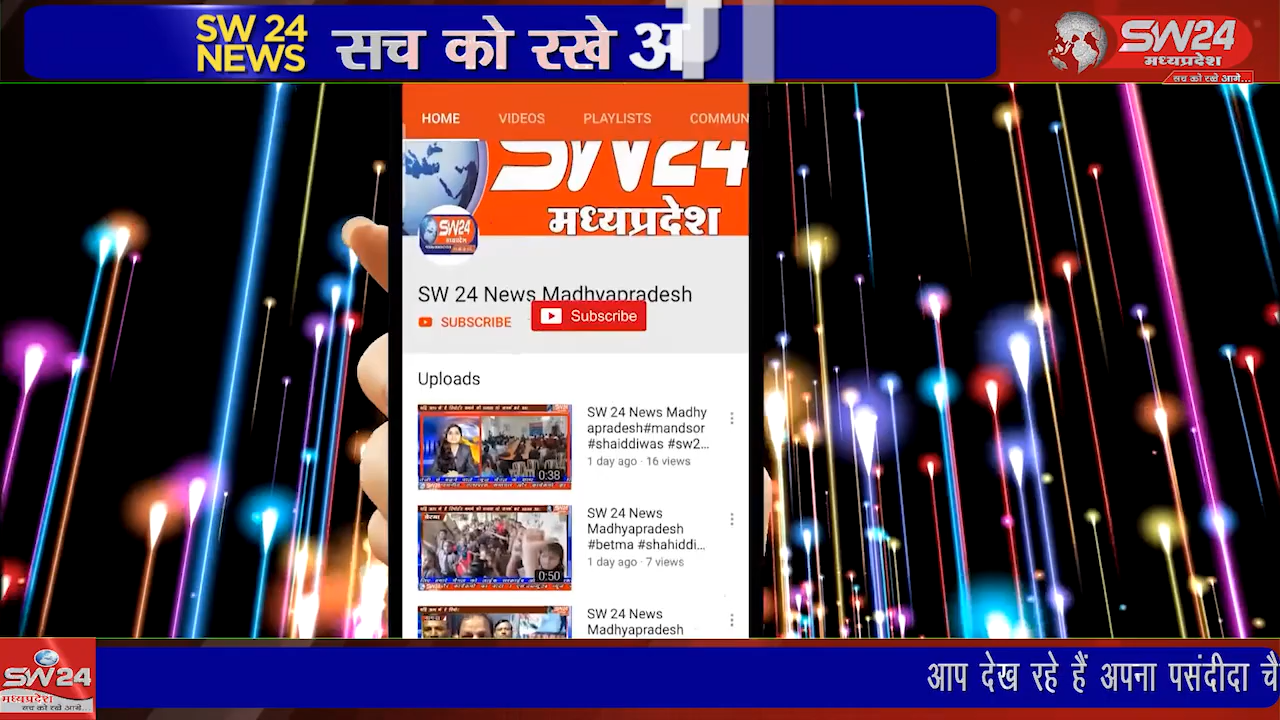 SW 24
NEWS
सच को रखे
SW24
मध्यप्रदेश
सच को रखे आगे...
HOME VIDEOS PLAYLISTS COMMUN
SW24
मध्यप्रदेश
SW24
SW 24 News Madhyapradesh
SUBSCRIBE
Subscribe
Uploads
SW 24 News Madhy
apradesh#mandsor
#shaiddiwas #sw2...
1 day ago · 16 views
0:38
SW 24 News
Madhyapradesh
#betma #shahiddi...
1 day ago · 7 views
0:50
SW 24 News
Madhyapradesh
SW24
मध्यप्रदेश
सच को रखे आगे...
आप देख रहे हैं अपना पसंदीदा चै